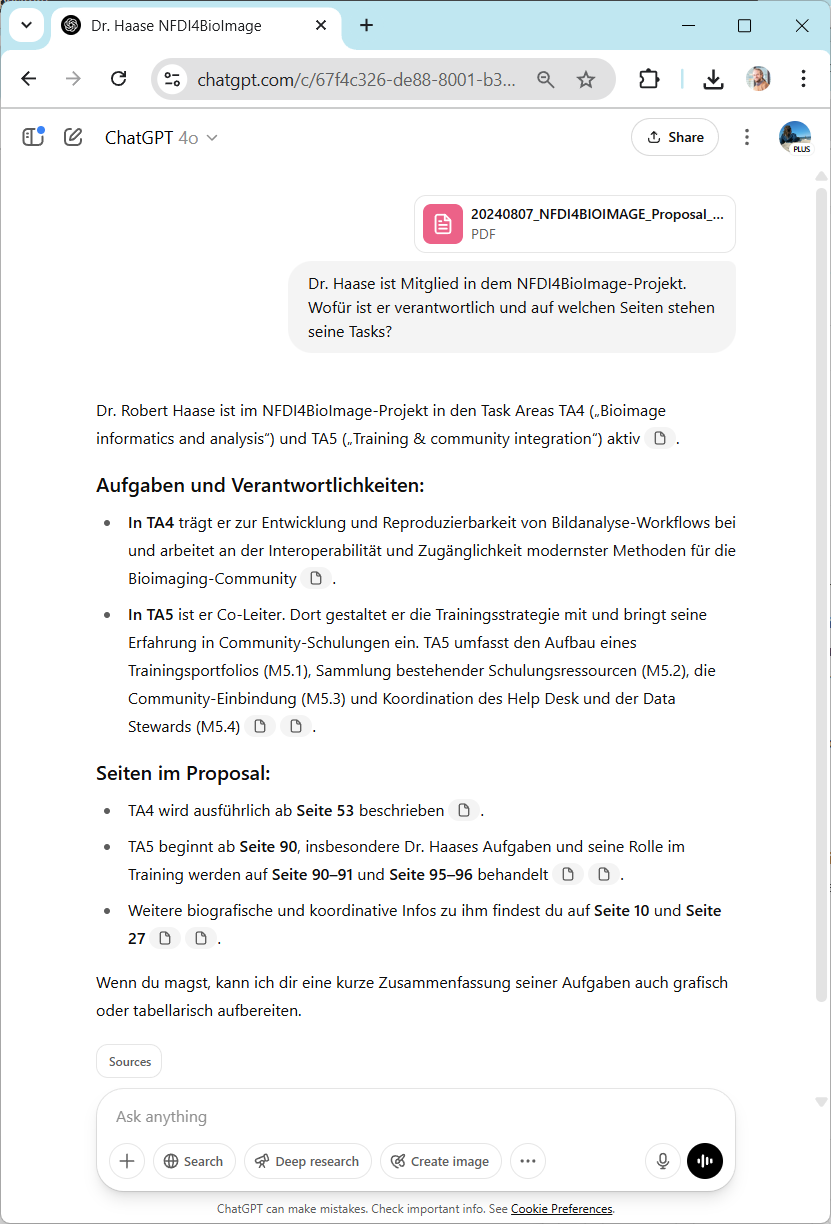 Dr. Haase NFDI4BioImage
chatgpt.com/c/67f4c326-de88-8001-b3...
ChatGPT 4o
Share
PLUS
20240807_NFDI4BIOIMAGE_Proposal_...
PDF
Dr. Haase ist Mitglied in dem NFDI4BioImage-Projekt.
Wofür ist er verantwortlich und auf welchen Seiten stehen
seine Tasks?
Dr. Robert Haase ist im NFDI4BioImage-Projekt in den Task Areas TA4 („Bioimage
informatics and analysis“) und TA5 („Training & community integration“) aktiv .
Aufgaben und Verantwortlichkeiten:
• In TA4 trägt er zur Entwicklung und Reproduzierbarkeit von Bildanalyse-Workflows bei
und arbeitet an der Interoperabilität und Zugänglichkeit modernster Methoden für die
Bioimaging-Community .
• In TA5 ist er Co-Leiter. Dort gestaltet er die Trainingsstrategie mit und bringt seine
Erfahrung in Community-Schulungen ein. TA5 umfasst den Aufbau eines
Trainingsportfolios (M5.1), Sammlung bestehender Schulungsressourcen (M5.2), die
Community-Einbindung (M5.3) und Koordination des Help Desk und der Data
Stewards (M5.4) .
Seiten im Proposal:
• TA4 wird ausführlich ab Seite 53 beschrieben .
• TA5 beginnt ab Seite 90, insbesondere Dr. Haases Aufgaben und seine Rolle im
Training werden auf Seite 90–91 und Seite 95–96 behandelt .
• Weitere biografische und koordinative Infos zu ihm findest du auf Seite 10 und Seite
27 .
Wenn du magst, kann ich dir eine kurze Zusammenfassung seiner Aufgaben auch grafisch
oder tabellarisch aufbereiten.
Sources
Ask anything
Search Deep research Create image
ChatGPT can make mistakes. Check important info. See Cookie Preferences.